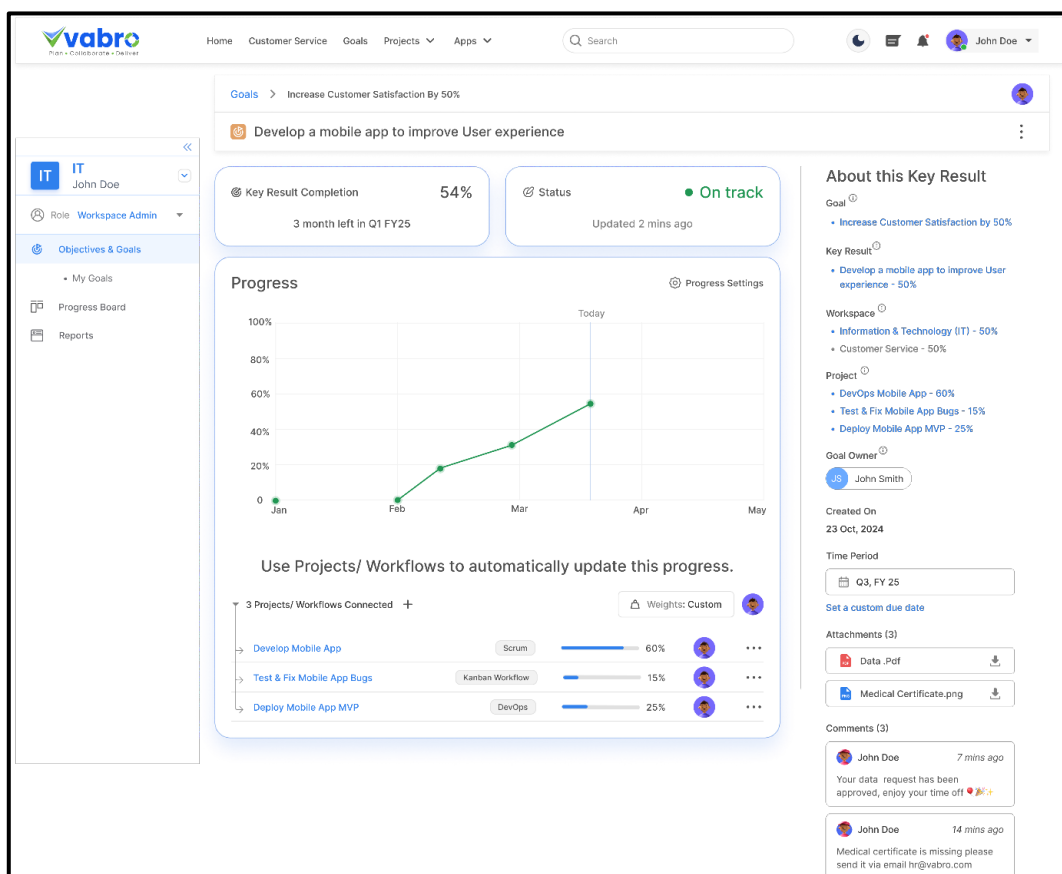 vabro
Plan • Collaborate • Deliver
Home Customer Service Goals Projects Apps
Search
John Doe
Goals > Increase Customer Satisfaction By 50%
Develop a mobile app to improve User experience
IT
IT
John Doe
Role Workspace Admin
Objectives & Goals
• My Goals
Progress Board
Reports
Key Result Completion 54%
3 month left in Q1 FY25
Status • On track
Updated 2 mins ago
Progress
Progress Settings
Today
100%
80%
60%
40%
20%
0
Jan Feb Mar Apr May
Use Projects/ Workflows to automatically update this progress.
3 Projects/ Workflows Connected +
Weights: Custom
Develop Mobile App Scrum 60%
Test & Fix Mobile App Bugs Kanban Workflow 15%
Deploy Mobile App MVP DevOps 25%
About this Key Result
Goal
• Increase Customer Satisfaction by 50%
Key Result
• Develop a mobile app to improve User
experience - 50%
Workspace
• Information & Technology (IT) - 50%
• Customer Service - 50%
Project
• DevOps Mobile App - 60%
• Test & Fix Mobile App Bugs - 15%
• Deploy Mobile App MVP - 25%
Goal Owner
JS John Smith
Created On
23 Oct, 2024
Time Period
Q3, FY 25
Set a custom due date
Attachments (3)
Data .Pdf
Medical Certificate.png
Comments (3)
John Doe 7 mins ago
Your data request has been
approved, enjoy your time off 🎈🎉✨
John Doe 14 mins ago
Medical certificate is missing please
send it via email hr@vabro.com